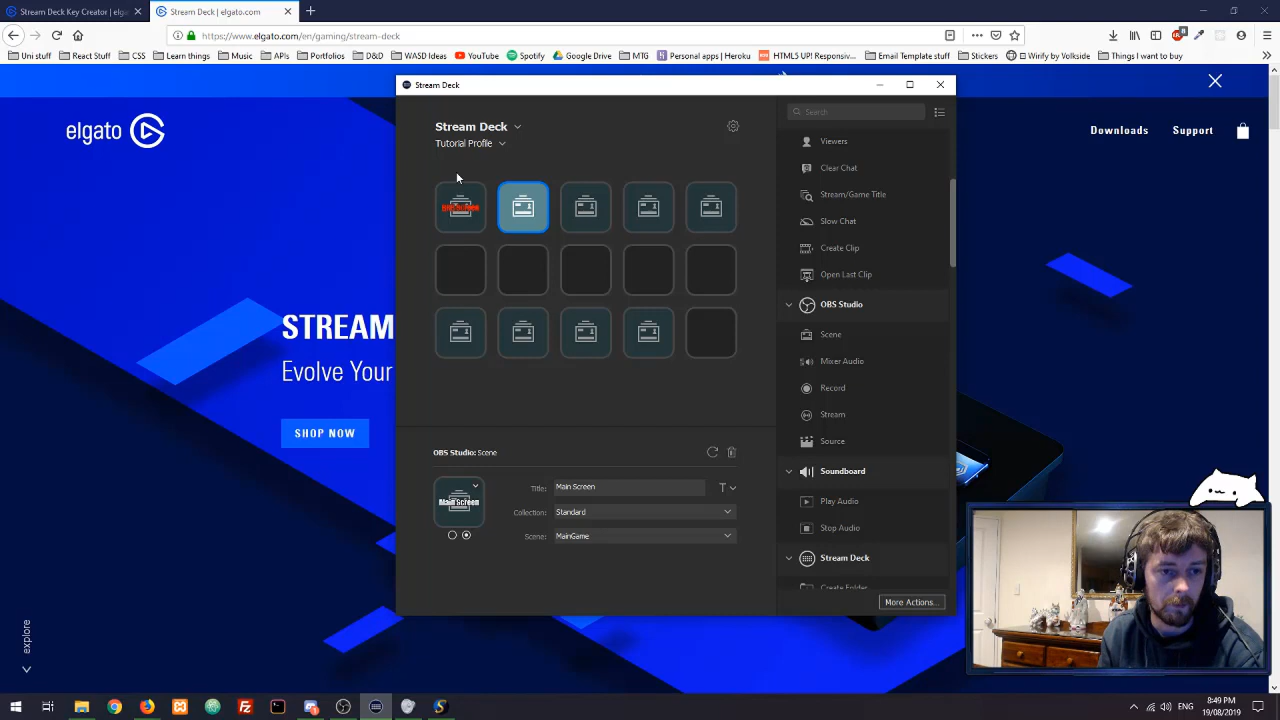 Stream Deck Key Creator | elga
Stream Deck | elgato.com
https://www.elgato.com/en/gaming/stream-deck
Uni stuff
React Stuff
CSS
Learn things
Portfolios
D&D
WASD Ideas
YouTube
Spotify
Google Drive
MTG
Personal apps | Heroku
HTML5 UP! Responsiv...
Email Template stuff
Stickers
Wirify by Volkside
Things I want to buy
elgato
Downloads
Support
STREAM
Evolve Your
SHOP NOW
explore
Stream Deck
Stream Deck
Tutorial Profile
OBS Studio: Scene
Main Screen
Title: Main Screen
Collection: Standard
Scene: MainGame
Search
Viewers
Clear Chat
Stream/Game Title
Slow Chat
Create Clip
Open Last Clip
OBS Studio
Scene
Mixer Audio
Record
Stream
Source
Soundboard
Play Audio
Stop Audio
Stream Deck
Create Folder
More Actions...
ENG
8:49 PM
19/08/2019